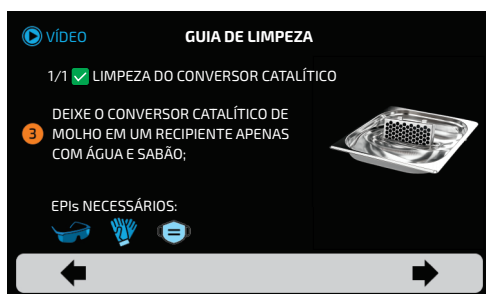 VÍDEO GUIA DE LIMPEZA
1/1 ✅ LIMPEZA DO CONVERSOR CATALÍTICO
DEIXE O CONVERSOR CATALÍTICO DE
3 MOLHO EM UM RECIPIENTE APENAS
COM ÁGUA E SABÃO;
EPIs NECESSÁRIOS: